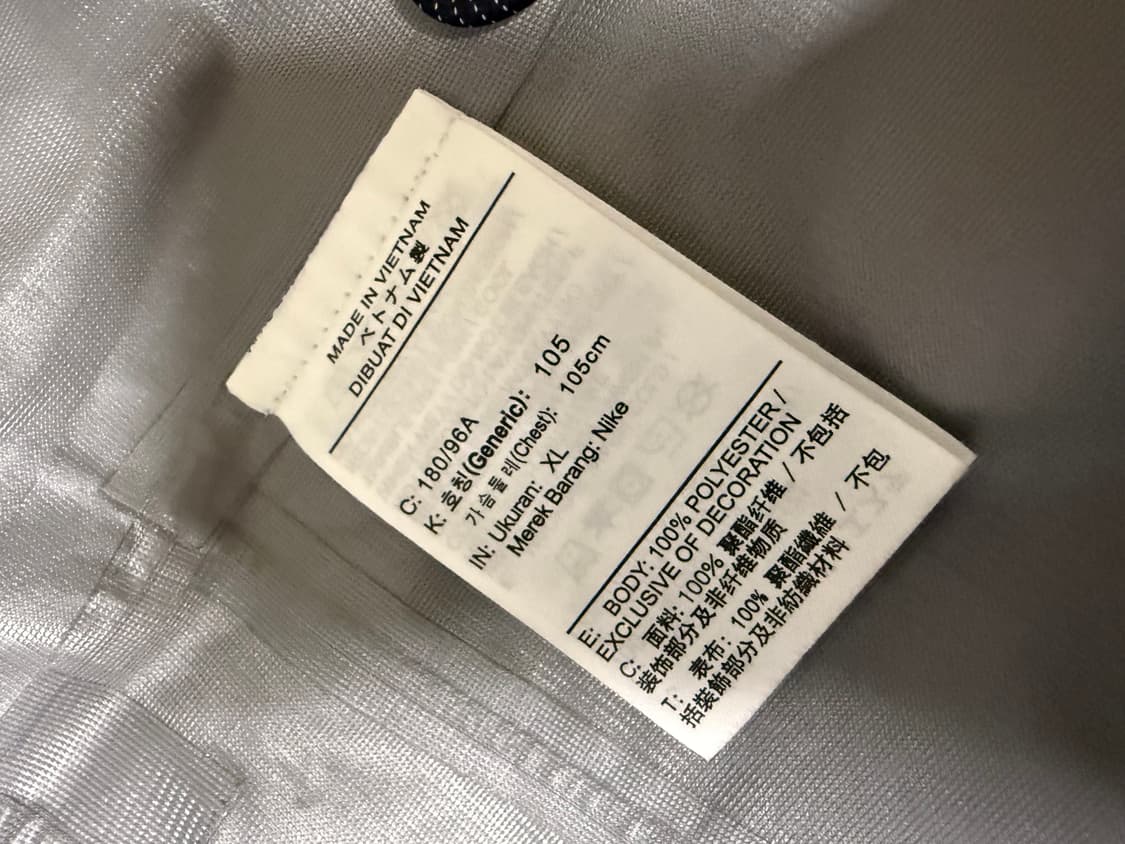 MADE IN VIETNAM
ベトナム製
DIBUAT DI VIETNAM
C: 180/96A
K: 호칭(Generic): 105
가슴둘레(Chest): 105cm
IN: Ukuran: XL
Merek Barang: Nike
E: BODY: 100% POLYESTER /
EXCLUSIVE OF DECORATION
C: 面料: 100% 聚酯纤维 / 不包括
装饰部分及非纤维物质
T: 表布: 100% 聚酯纖維 / 不包
括裝飾部分及非紡織材料